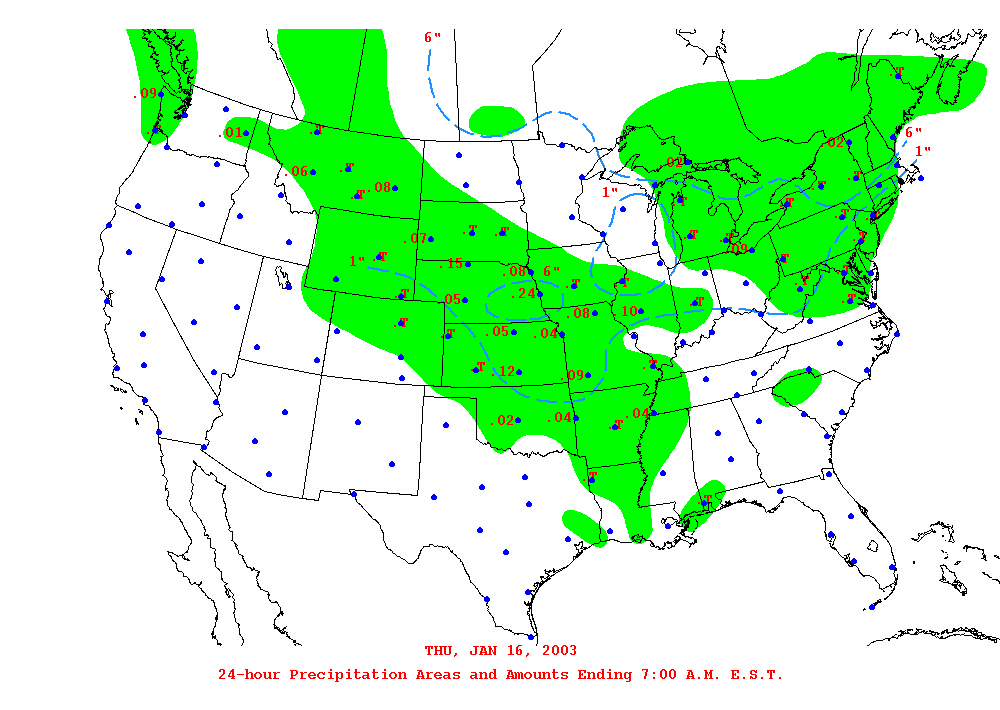 6"
.09
.T
.01
.T
6"
.02
1"
.02
.T
.06
.T
.T
.08
1"
.T
.T
.T
.T
.T
.07
.T
.T
.T
.T
.09
.T
1"
.T
.15
.08
6"
.T
.T
.T
.T
.T
.05
.24
.T
.T
.T
.08
.10
.T
.05
.04
.T
.T
.12
.09
.02
.04
.T
.04
.T
.T
THU, JAN 16, 2003
24-hour Precipitation Areas and Amounts Ending 7:00 A.M. E.S.T.